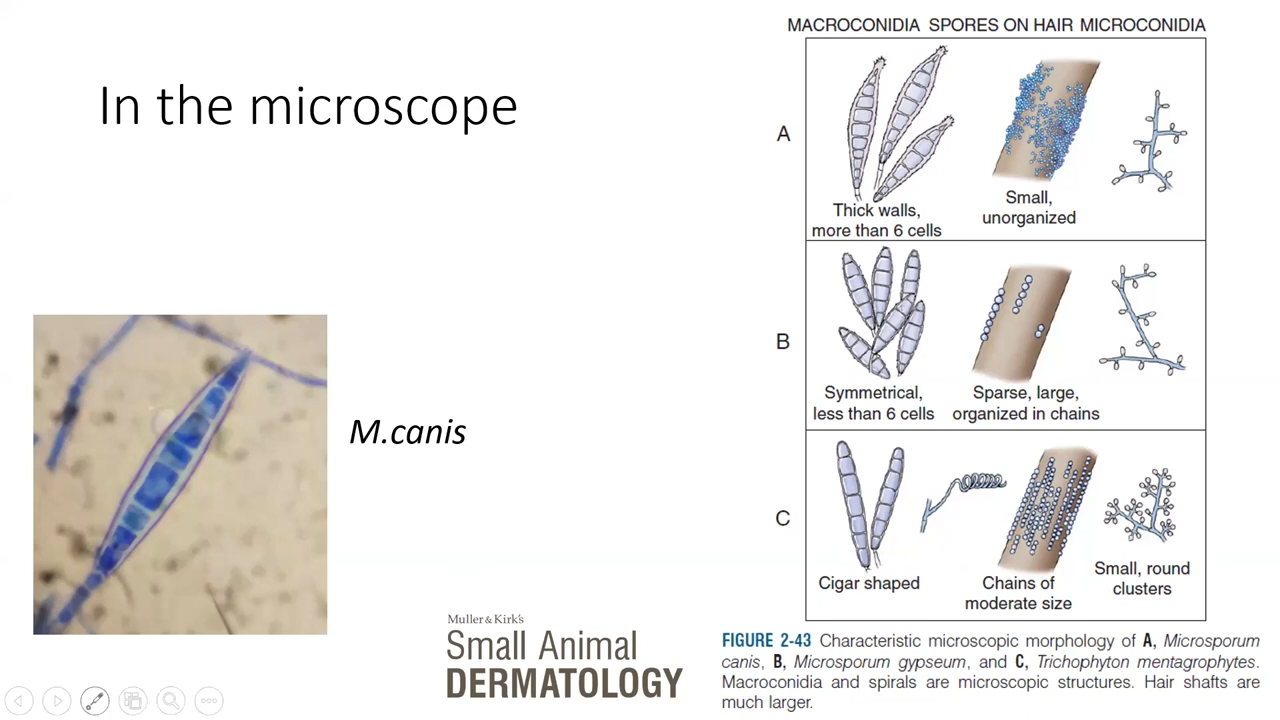 In the microscope
M.canis
Muller & Kirk's
Small Animal
DERMATOLOGY
MACROCONIDIA SPORES ON HAIR MICROCONIDIA
A
Thick walls,
more than 6 cells
Small,
unorganized
B
Symmetrical,
less than 6 cells
Sparse, large,
organized in chains
C
Cigar shaped
Chains of
moderate size
Small, round
clusters
FIGURE 2-43 Characteristic microscopic morphology of A, Microsporum
canis, B, Microsporum gypseum, and C, Trichophyton mentagrophytes.
Macroconidia and spirals are microscopic structures. Hair shafts are
much larger.